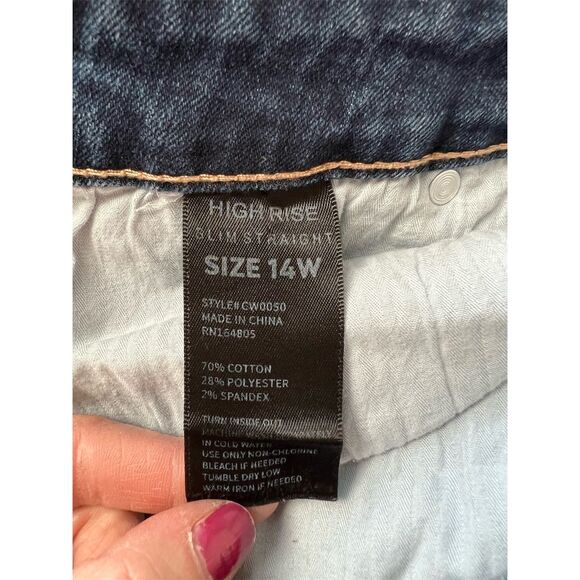 HIGH RISE
SLIM STRAIGHT
SIZE 14W
STYLE# CW0050
MADE IN CHINA
RN164805
70% COTTON
28% POLYESTER
2% SPANDEX
TURN INSIDE OUT
IN COLD WATER
USE ONLY NON-CHLORINE
BLEACH IF NEEDED
TUMBLE DRY LOW
WARM IRON IF NEEDED